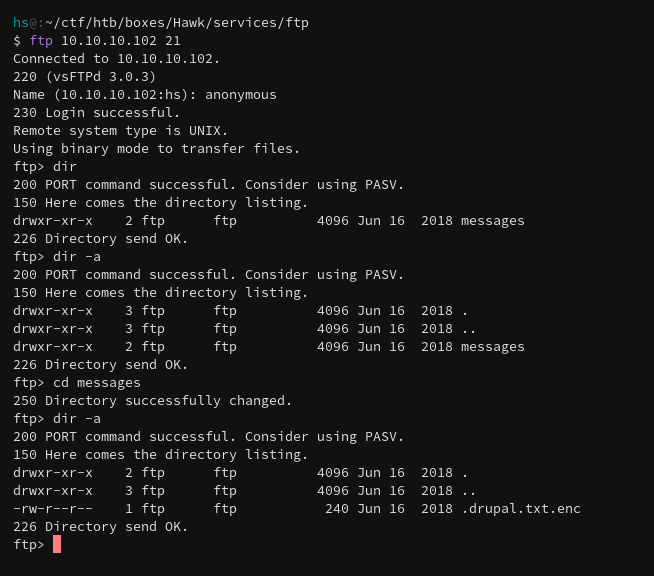 hs@:~/ctf/htb/boxes/Hawk/services/ftp
$ ftp 10.10.10.102 21
Connected to 10.10.10.102.
220 (vsFTPd 3.0.3)
Name (10.10.10.102:hs): anonymous
230 Login successful.
Remote system type is UNIX.
Using binary mode to transfer files.
ftp> dir
200 PORT command successful. Consider using PASV.
150 Here comes the directory listing.
drwxr-xr-x    2 ftp      ftp          4096 Jun 16  2018 messages
226 Directory send OK.
ftp> dir -a
200 PORT command successful. Consider using PASV.
150 Here comes the directory listing.
drwxr-xr-x    3 ftp      ftp          4096 Jun 16  2018 .
drwxr-xr-x    3 ftp      ftp          4096 Jun 16  2018 ..
drwxr-xr-x    2 ftp      ftp          4096 Jun 16  2018 messages
226 Directory send OK.
ftp> cd messages
250 Directory successfully changed.
ftp> dir -a
200 PORT command successful. Consider using PASV.
150 Here comes the directory listing.
drwxr-xr-x    2 ftp      ftp          4096 Jun 16  2018 .
drwxr-xr-x    3 ftp      ftp          4096 Jun 16  2018 ..
-rw-r--r--    1 ftp      ftp           240 Jun 16  2018 .drupal.txt.enc
226 Directory send OK.
ftp>